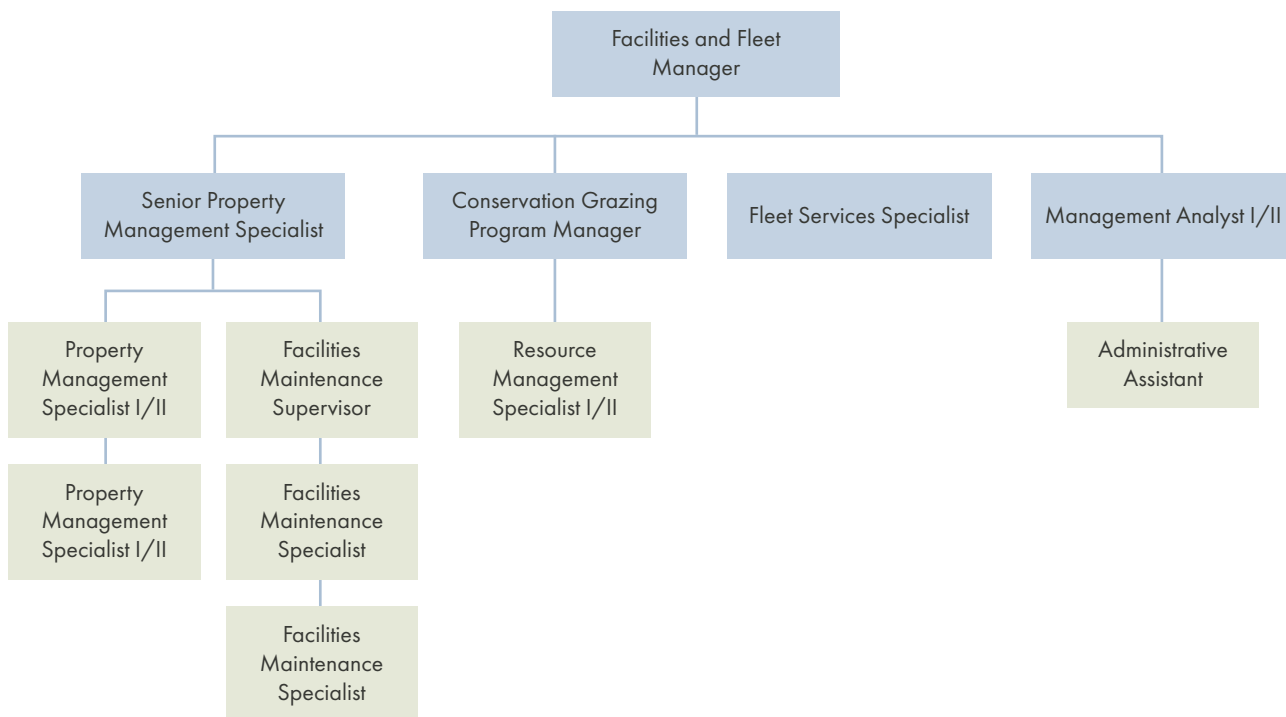 Facilities and Fleet
Manager
Senior Property
Management Specialist
Conservation Grazing
Program Manager
Fleet Services Specialist
Management Analyst I/II
Property
Management
Specialist I/II
Facilities
Maintenance
Supervisor
Resource
Management
Specialist I/II
Administrative
Assistant
Property
Management
Specialist I/II
Facilities
Maintenance
Specialist
Facilities
Maintenance
Specialist